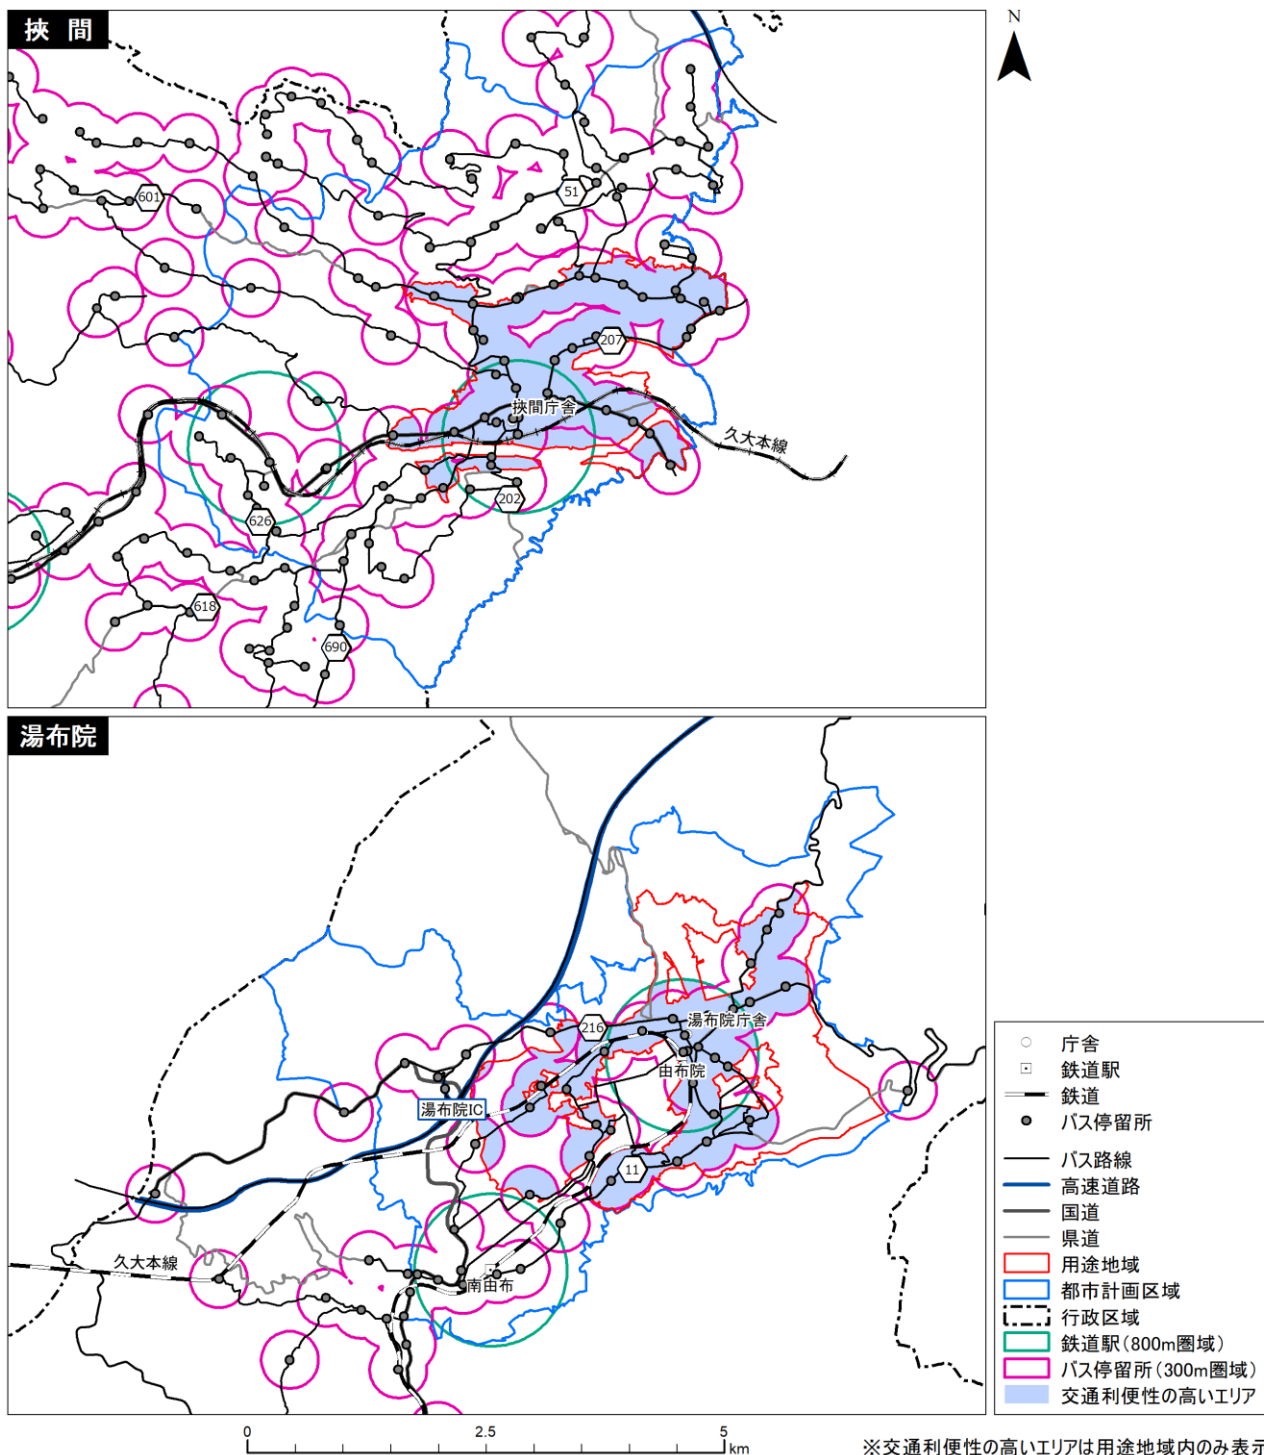 挾 間
N
601
51
207
挾間庁舎
久大本線
202
626
618
690
湯布院
216
湯布院庁舎
由布院
湯布院IC
11
久大本線
南由布
庁舎
鉄道駅
鉄道
バス停留所
バス路線
高速道路
国道
県道
用途地域
都市計画区域
行政区域
鉄道駅(800m圏域)
バス停留所(300m圏域)
交通利便性の高いエリア
0 2.5 5
km
※交通利便性の高いエリアは用途地域内のみ表示